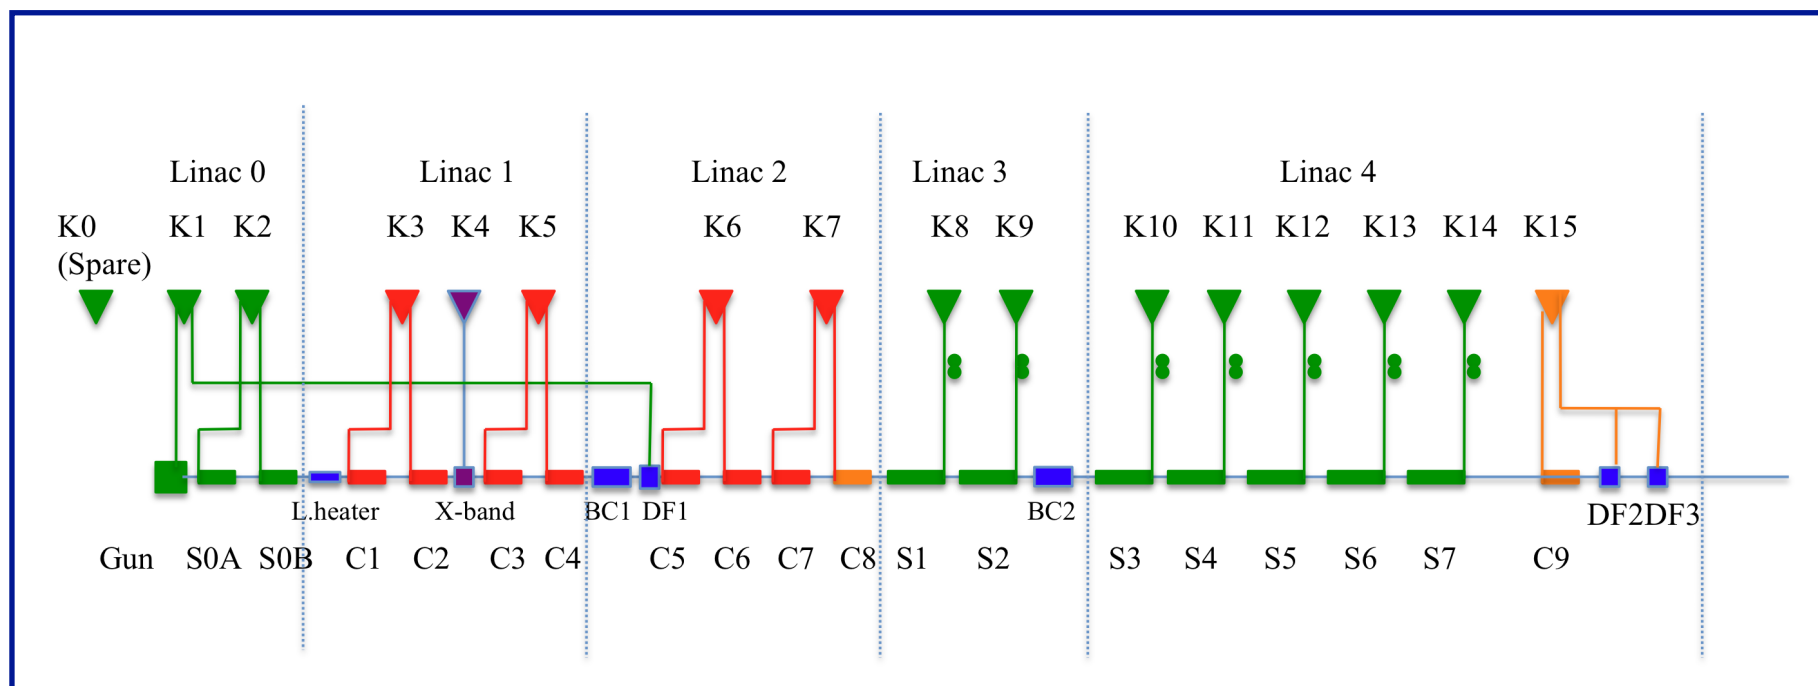 Linac 0 Linac 1 Linac 2 Linac 3 Linac 4
K0 K1 K2 K3 K4 K5 K6 K7 K8 K9 K10 K11 K12 K13 K14 K15
(Spare)
L.heater X-band BC1 DF1 BC2 DF2 DF3
Gun S0A S0B C1 C2 C3 C4 C5 C6 C7 C8 S1 S2 S3 S4 S5 S6 S7 C9